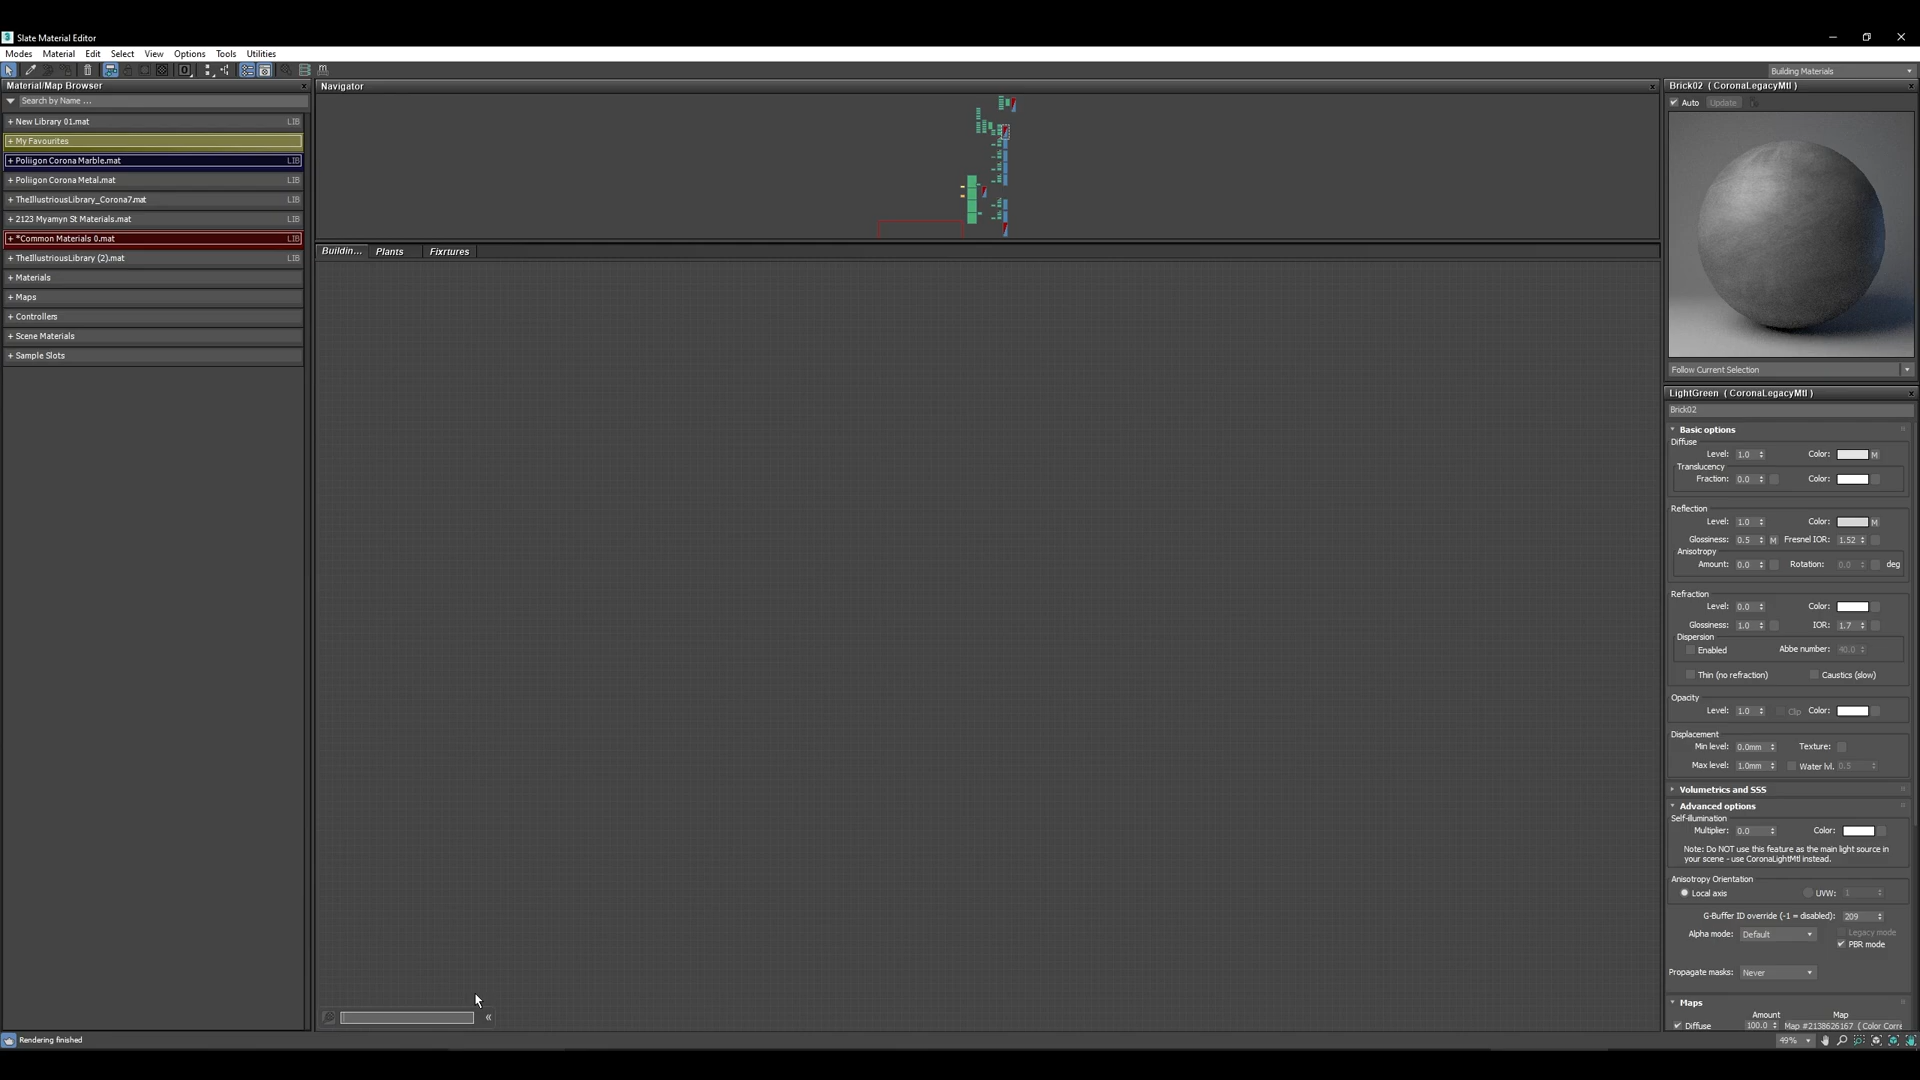 Slate Material Editor
Modes Material Edit Select View Options Tools Utilities
Building Materials
Material/Map Browser
Search by Name ...
+ New Library 01.mat LIB
+ My Favourites
+ Poliigon Corona Marble.mat LIB
+ Poliigon Corona Metal.mat LIB
+ TheIllustriousLibrary_Corona7.mat LIB
+ 2123 Myamyn St Materials.mat LIB
+ *Common Materials 0.mat LIB
+ TheIllustriousLibrary (2).mat LIB
+ Materials
+ Maps
+ Controllers
+ Scene Materials
+ Sample Slots
Navigator
Buildin... Plants Fixrtures
Brick02 ( CoronaLegacyMtl )
Auto Update
Follow Current Selection
LightGreen ( CoronaLegacyMtl )
Brick02
Basic options
Diffuse
Level: 1.0 Color: M
Translucency
Fraction: 0.0 Color:
Reflection
Level: 1.0 Color: M
Glossiness: 0.5 M Fresnel IOR: 1.52
Anisotropy
Amount: 0.0 Rotation: 0.0 deg
Refraction
Level: 0.0 Color:
Glossiness: 1.0 IOR: 1.7
Dispersion
Enabled Abbe number: 40.0
Thin (no refraction) Caustics (slow)
Opacity
Level: 1.0 Clip Color:
Displacement
Min level: 0.0mm Texture:
Max level: 1.0mm Water lvl. 0.5
Volumetrics and SSS
Advanced options
Self-illumination
Multiplier: 0.0 Color:
Note: Do NOT use this feature as the main light source in
your scene - use CoronaLightMtl instead.
Anisotropy Orientation
Local axis UVW: 1
G-Buffer ID override (-1 = disabled): 209
Alpha mode: Default Legacy mode
PBR mode
Propagate masks: Never
Maps
Amount Map
Diffuse 100.0 Map #2138626167 ( Color Corre
Rendering finished
49%